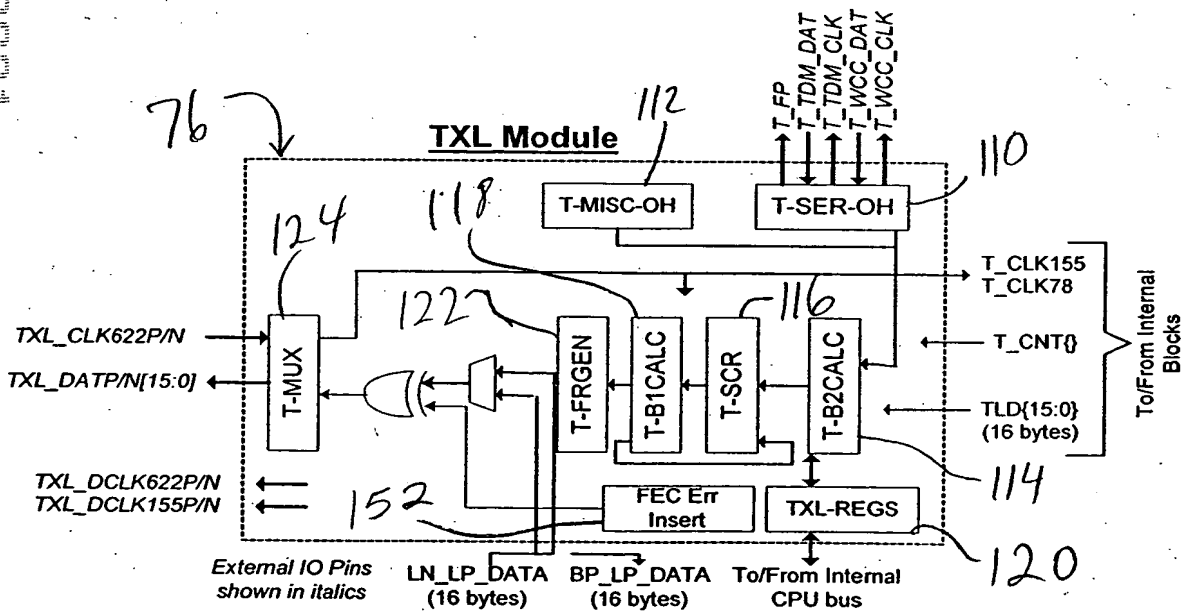 T_FP
T_TDM_DAT
T_TDM_CLK
T_WCC_DAT
T_WCC_CLK
76
112
TXL Module
110
T-MISC-OH
T-SER-OH
118
124
T_CLK155
T_CLK78
116
122
TXL_CLK622P/N
T-MUX
T-FRGEN
T-B1CALC
T-SCR
T-B2CALC
T_CNT{}
To/From Internal
Blocks
TXL_DATP/N[15:0]
TLD{15:0}
(16 bytes)
TXL_DCLK622P/N
TXL_DCLK155P/N
114
152
FEC Err
Insert
TXL-REGS
120
External IO Pins
shown in italics
LN_LP_DATA
(16 bytes)
BP_LP_DATA
(16 bytes)
To/From Internal
CPU bus